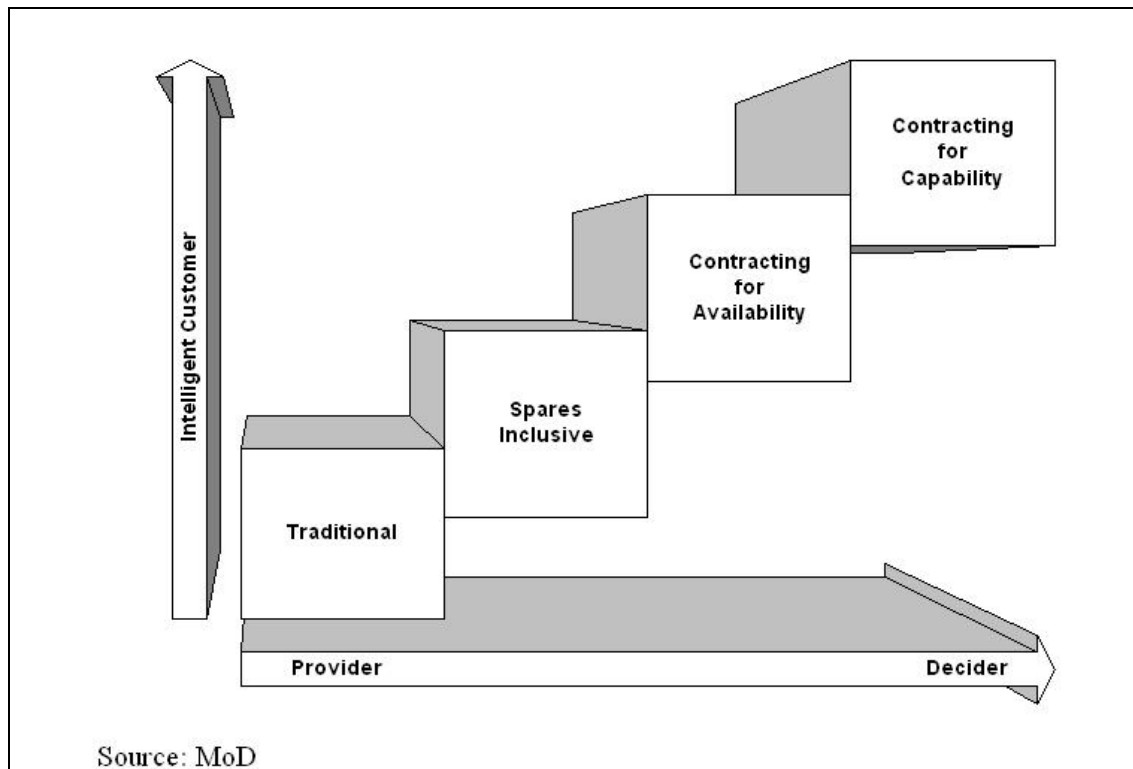 Intelligent Customer
Contracting
for
Capability
Contracting
for
Availability
Spares
Inclusive
Traditional
Provider
Decider
Source: MoD